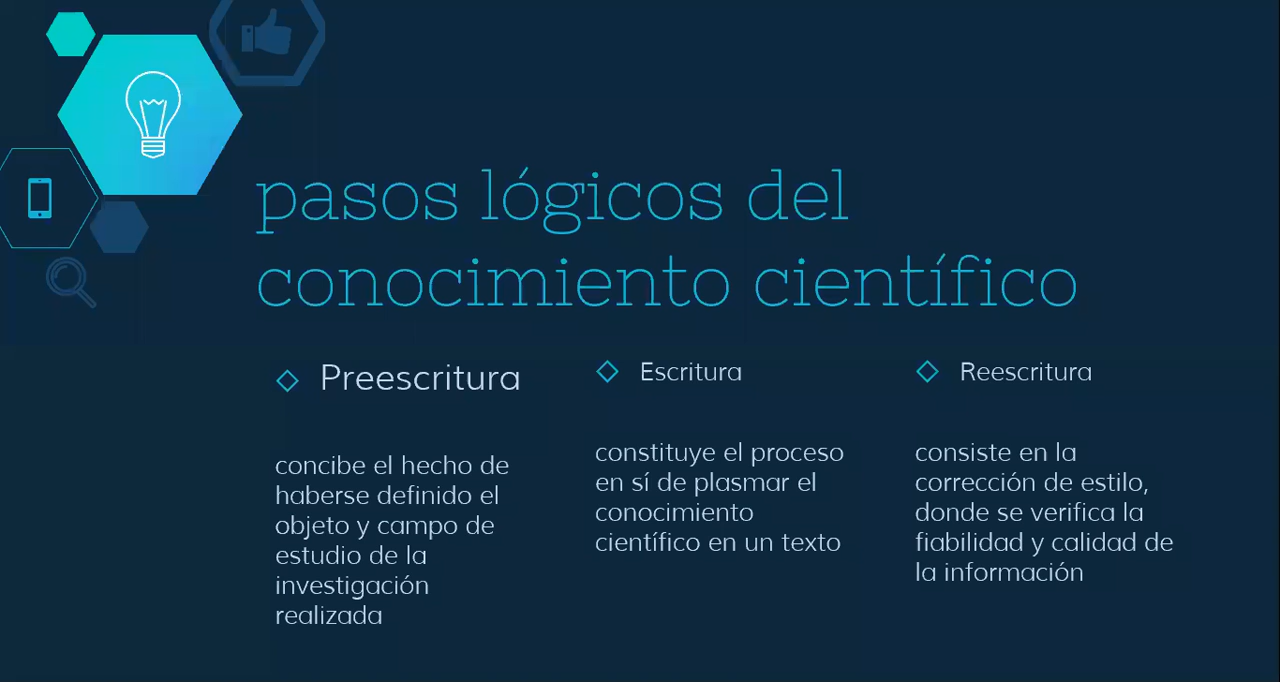 pasos lógicos del
conocimiento científico
Preescritura
concibe el hecho de
haberse definido el
objeto y campo de
estudio de la
investigación
realizada
Escritura
constituye el proceso
en sí de plasmar el
conocimiento
científico en un texto
Reescritura
consiste en la
corrección de estilo,
donde se verifica la
fiabilidad y calidad de
la información